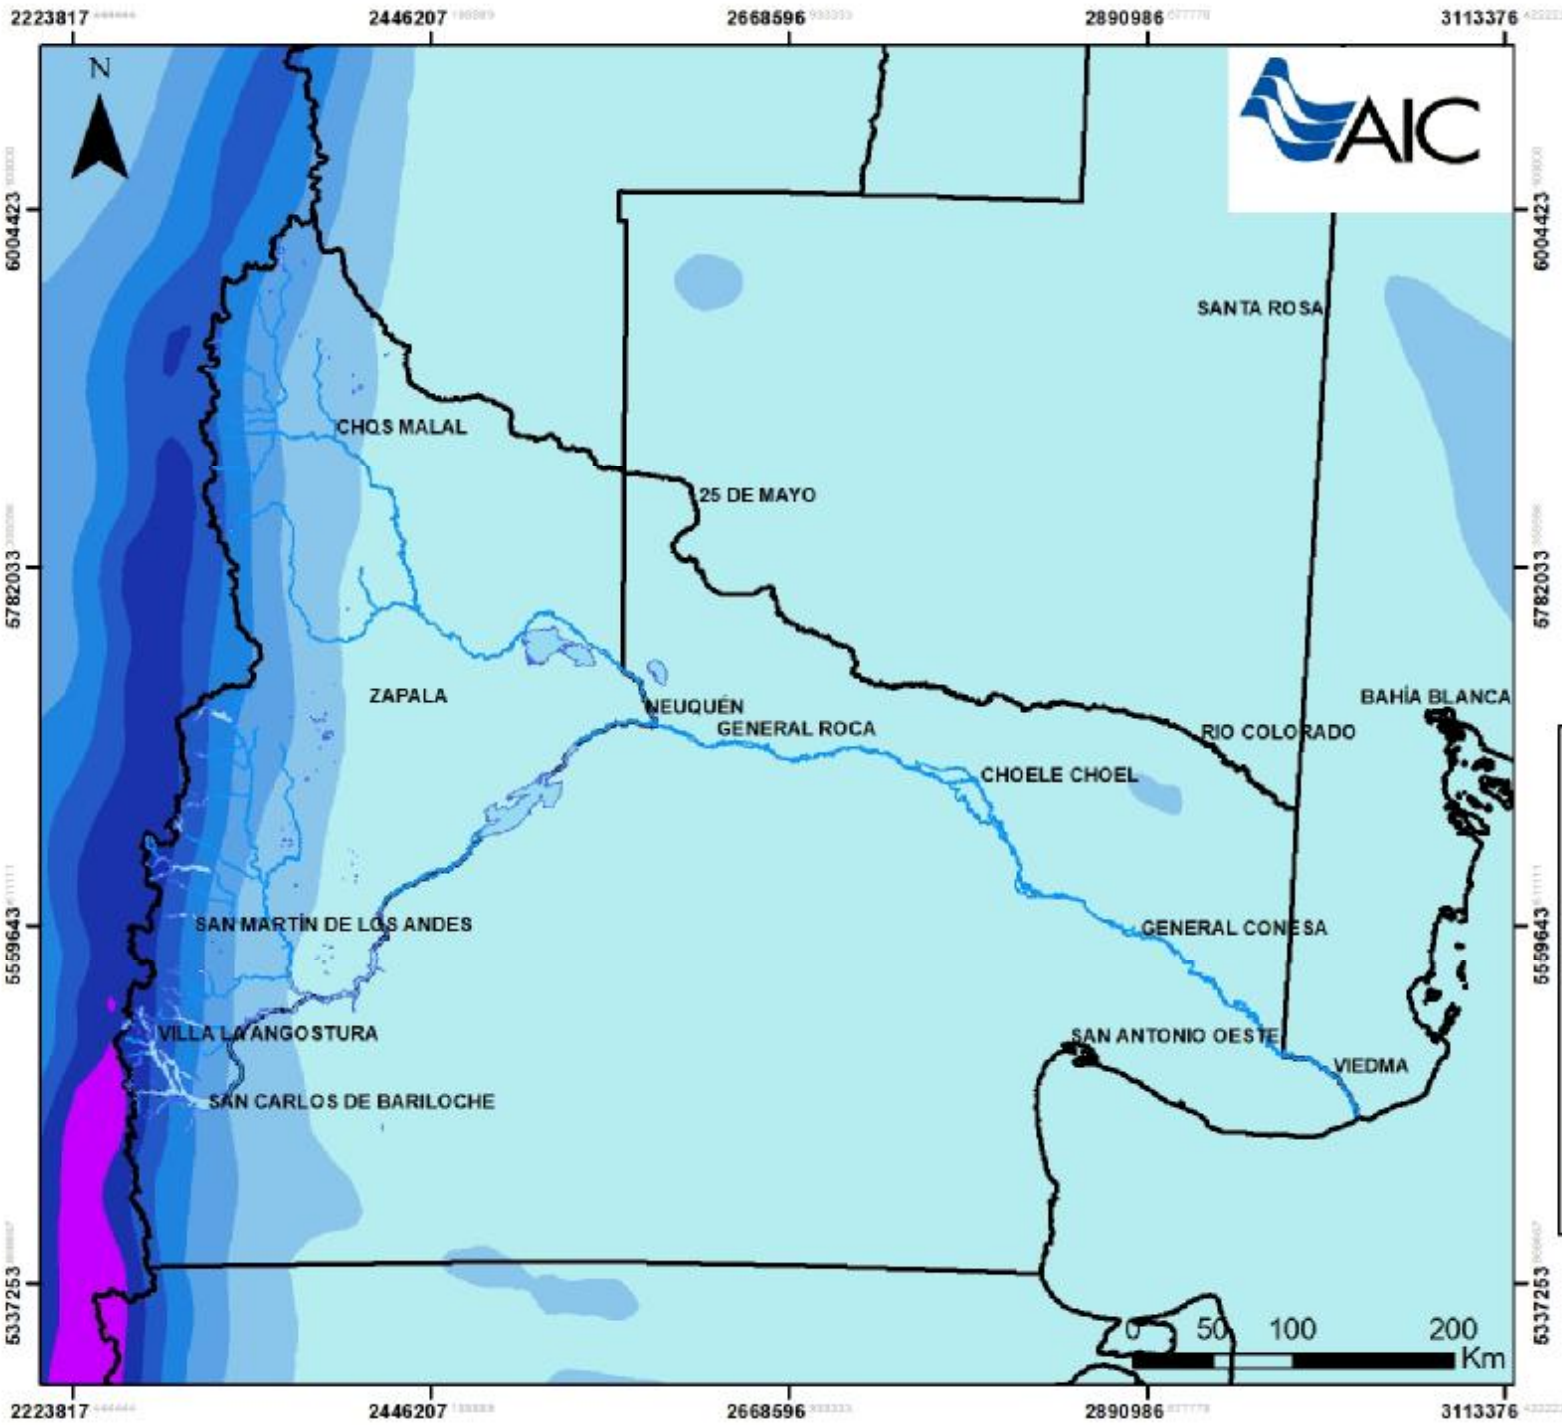 2223817 2446207 2668596 2890986 3113376
N
AIC
6004423 6004423
SANTA ROSA
CHOS MALAL
25 DE MAYO
5782033 5782033
ZAPALA
BAHÍA BLANCA
NEUQUÉN
GENERAL ROCA
RIO COLORADO
CHOELE CHOEL
SAN MARTÍN DE LOS ANDES
GENERAL CONESA
5559643 5559643
VILLA LA ANGOSTURA
SAN ANTONIO OESTE
VIEDMA
SAN CARLOS DE BARILOCHE
5337253 5337253
0 50 100 200
Km
2223817 2446207 2668596 2890986 3113376